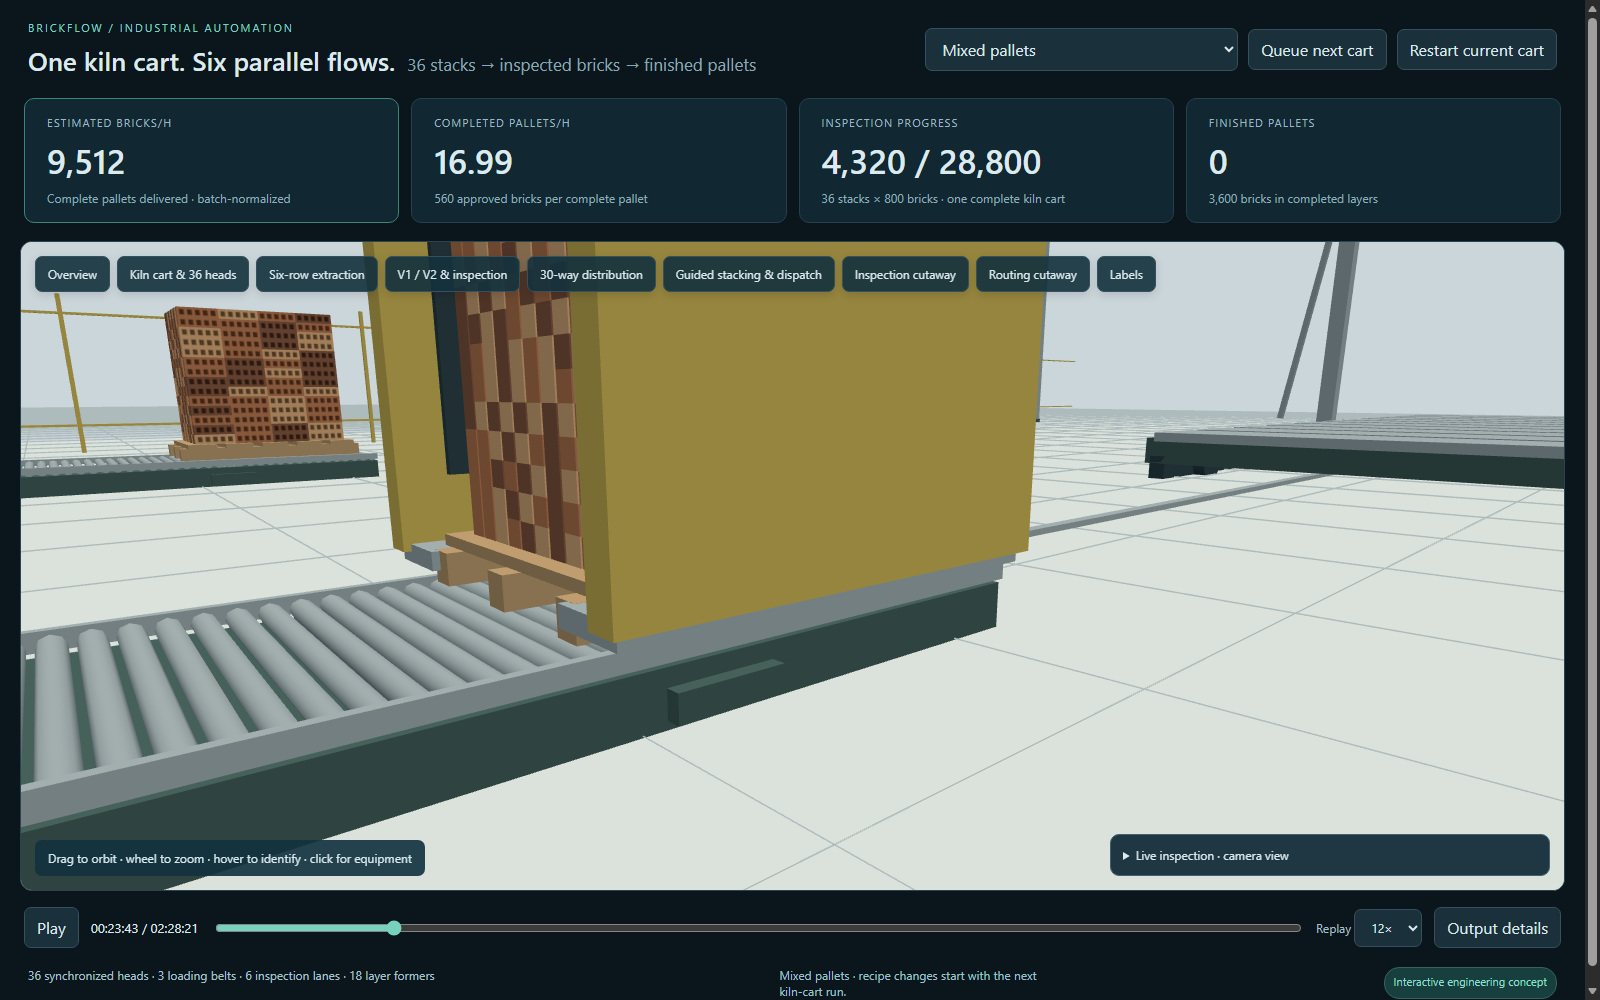 BRICKFLOW / INDUSTRIAL AUTOMATION
One kiln cart. Six parallel flows. 36 stacks → inspected bricks → finished pallets
Mixed pallets
Queue next cart
Restart current cart
ESTIMATED BRICKS/H
9,512
Complete pallets delivered · batch-normalized
COMPLETED PALLETS/H
16.99
560 approved bricks per complete pallet
INSPECTION PROGRESS
4,320 / 28,800
36 stacks × 800 bricks · one complete kiln cart
FINISHED PALLETS
0
3,600 bricks in completed layers
Overview
Kiln cart & 36 heads
Six-row extraction
V1 / V2 & inspection
30-way distribution
Guided stacking & dispatch
Inspection cutaway
Routing cutaway
Labels
Drag to orbit · wheel to zoom · hover to identify · click for equipment
Live inspection · camera view
Play
00:23:43 / 02:28:21
Replay
12×
Output details
36 synchronized heads · 3 loading belts · 6 inspection lanes · 18 layer formers
Mixed pallets · recipe changes start with the next
kiln-cart run.
Interactive engineering concept